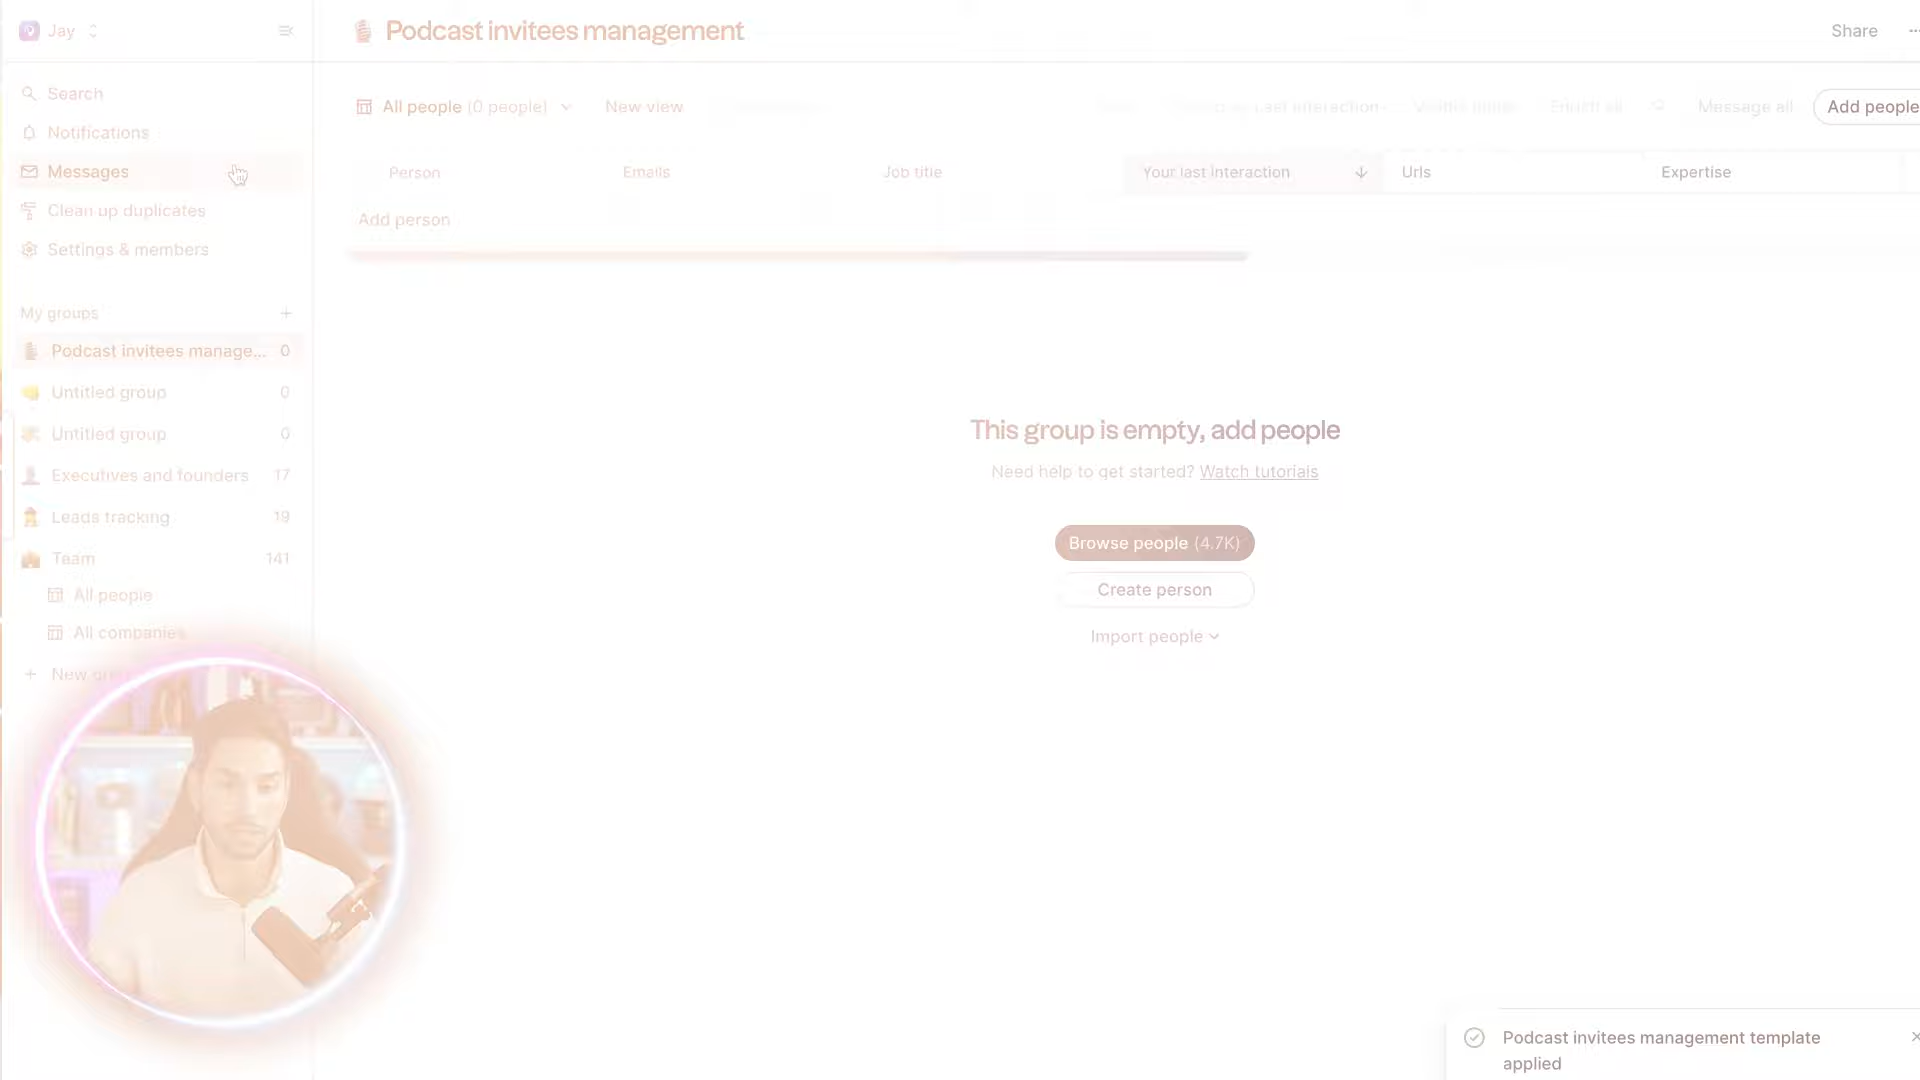 Jay
Podcast invitees management
Share
Search
All people (0 people)
New view
Message all
Add people
Notifications
Messages
Person
Emails
Job title
Your last interaction
Urls
Expertise
Clean up duplicates
Add person
Settings & members
My groups
Podcast invitees manage... 0
Untitled group 0
Untitled group 0
Executives and founders 17
Leads tracking 19
Team 141
All people
All companies
New
This group is empty, add people
Need help to get started? Watch tutorials
Browse people (4.7K)
Create person
Import people
Podcast invitees management template
applied